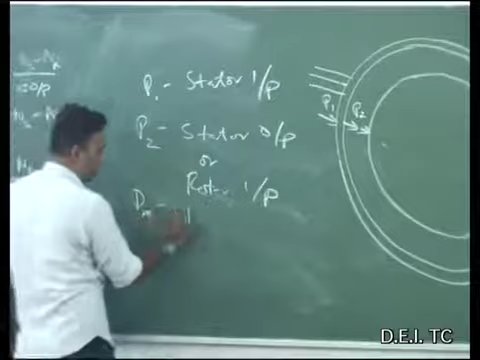 P₁ - Stator i/p
P₂ - Stator o/p
or
Rotor i/p
P₁
P₂
D.E.I. TC